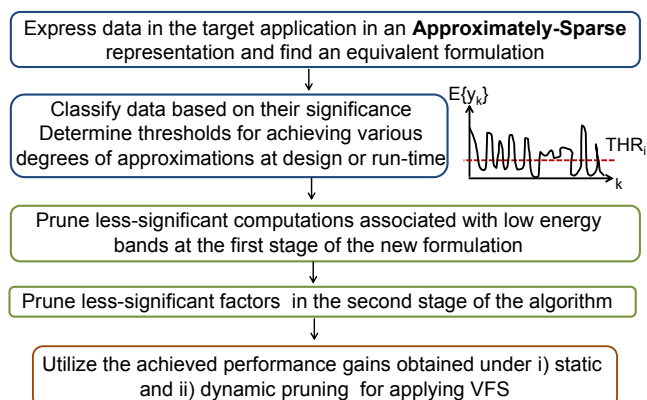 Express data in the target application in an Approximately-Sparse
representation and find an equivalent formulation
Classify data based on their significance
Determine thresholds for achieving various
degrees of approximations at design or run-time
E{yk}
THRi
k
Prune less-significant computations associated with low energy
bands at the first stage of the new formulation
Prune less-significant factors in the second stage of the algorithm
Utilize the achieved performance gains obtained under i) static
and ii) dynamic pruning for applying VFS